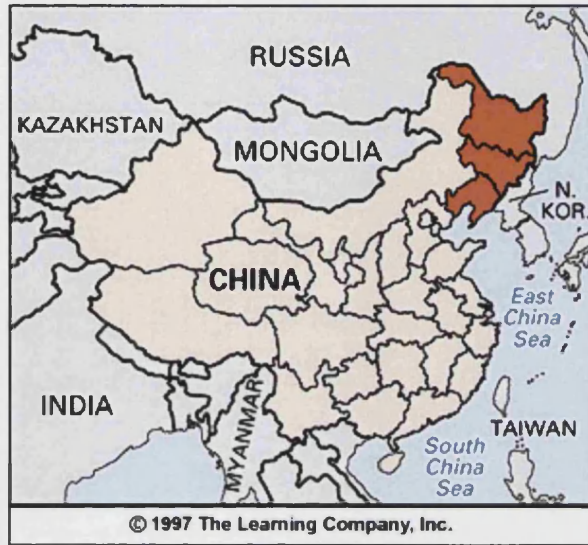 RUSSIA
KAZAKHSTAN
MONGOLIA
N.
KOR.
CHINA
East
China
Sea
INDIA
MYANMAR
TAIWAN
South
China
Sea
© 1997 The Learning Company, Inc.